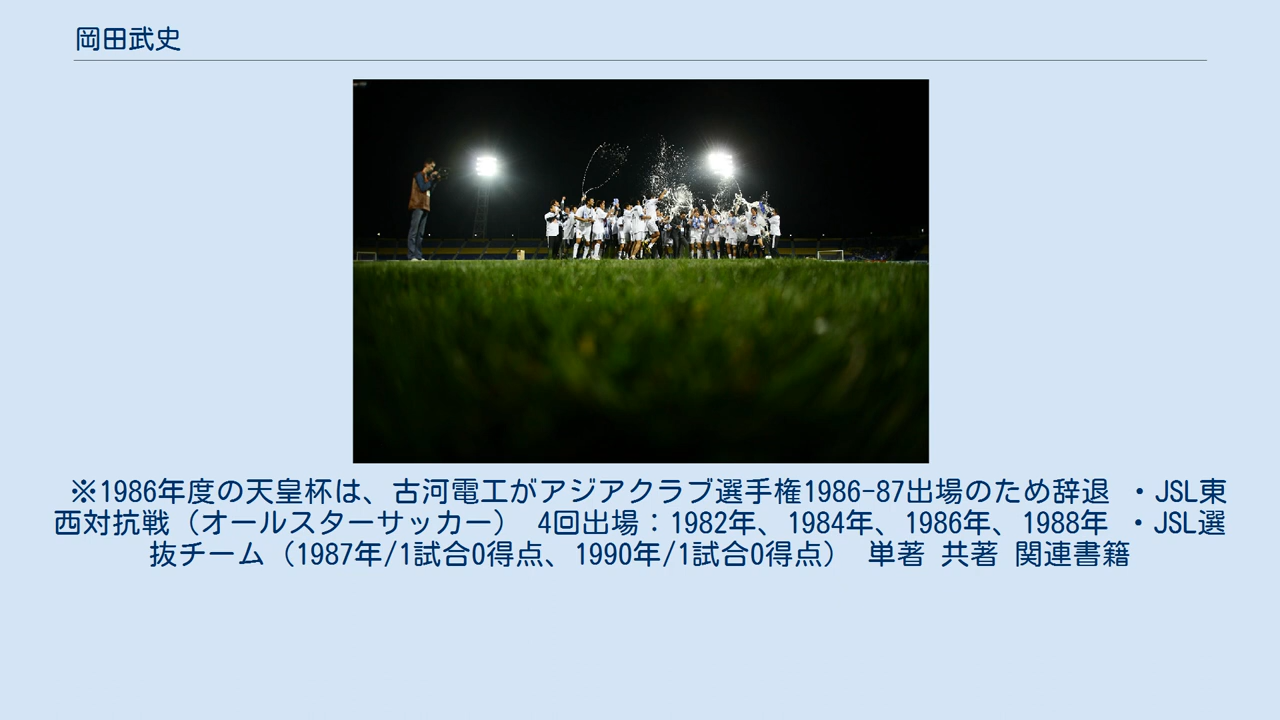 岡田武史
※1986年度の天皇杯は、古河電工がアジアクラブ選手権1986-87出場のため辞退 ・JSL東
西対抗戦（オールスターサッカー） 4回出場：1982年、1984年、1986年、1988年 ・JSL選
抜チーム（1987年/1試合0得点、1990年/1試合0得点） 単著 共著 関連書籍